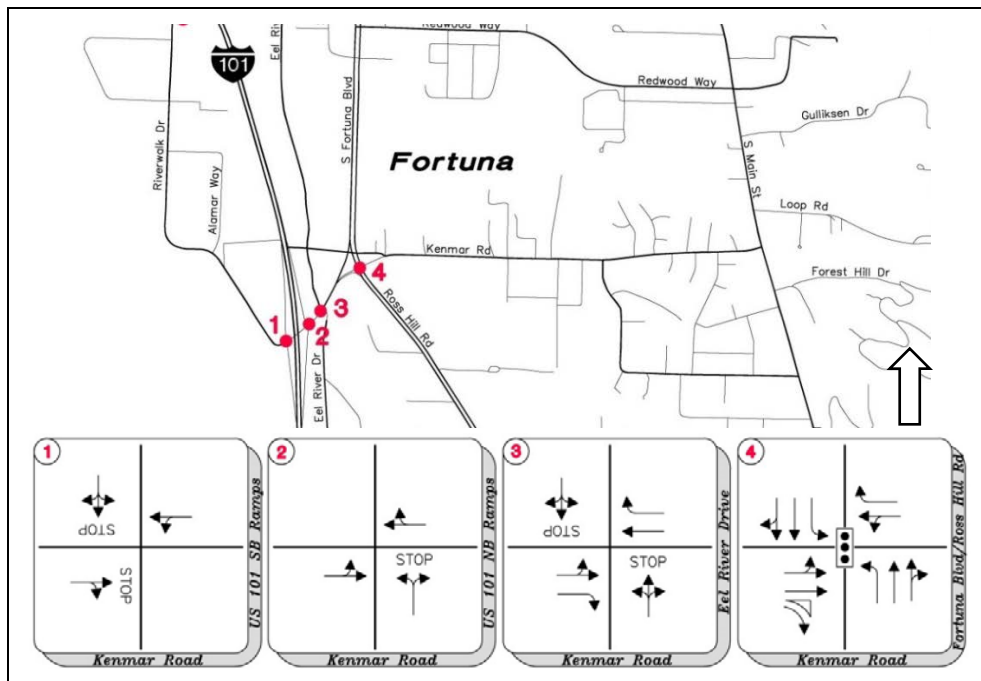 Redwood Way
Eel Ri
101
S Fortuna Blvd
Redwood Way
Gulliksen Dr
Riverwalk Dr
Fortuna
S Main St
Alamar Way
Loop Rd
Kenmar Rd
4
Forest Hill Dr
3
1
2
Ross Hill Rd
Eel River Dr
1
STOP
STOP
US 101 SB Ramps
Kenmar Road
2
STOP
US 101 NB Ramps
Kenmar Road
3
STOP
STOP
Eel River Drive
Kenmar Road
4
Fortuna Blvd/Ross Hill Rd
Kenmar Road